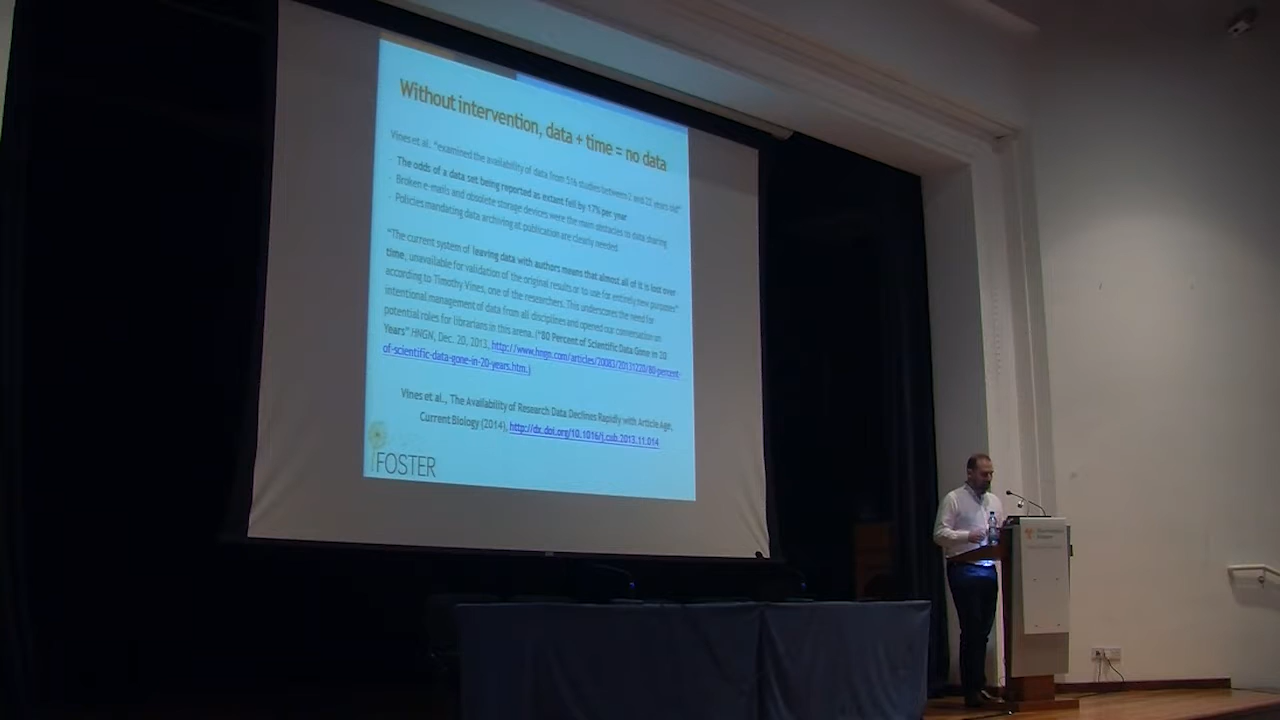 Without intervention, data + time = no data
Vines et al. "examined the availability of data from 516 studies between 2 and 22 years old"
- The odds of a data set being reported as extant fell by 17% per year
- Broken e-mails and obsolete storage devices were the main obstacles to data sharing
- Policies mandating data archiving at publication are clearly needed
"The current system of leaving data with authors means that almost all of it is lost over
time, unavailable for validation of the original results or to use for entirely new purposes"
according to Timothy Vines, one of the researchers. This underscores the need for
intentional management of data from all disciplines and opened our conversation on
potential roles for librarians in this arena. ("80 Percent of Scientific Data Gone in 20
Years" HNGN, Dec. 20, 2013, http://www.hngn.com/articles/20083/20131220/80-percent-
of-scientific-data-gone-in-20-years.htm.)
Vines et al., The Availability of Research Data Declines Rapidly with Article Age,
Current Biology (2014), http://dx.doi.org/10.1016/j.cub.2013.11.014
FOSTER